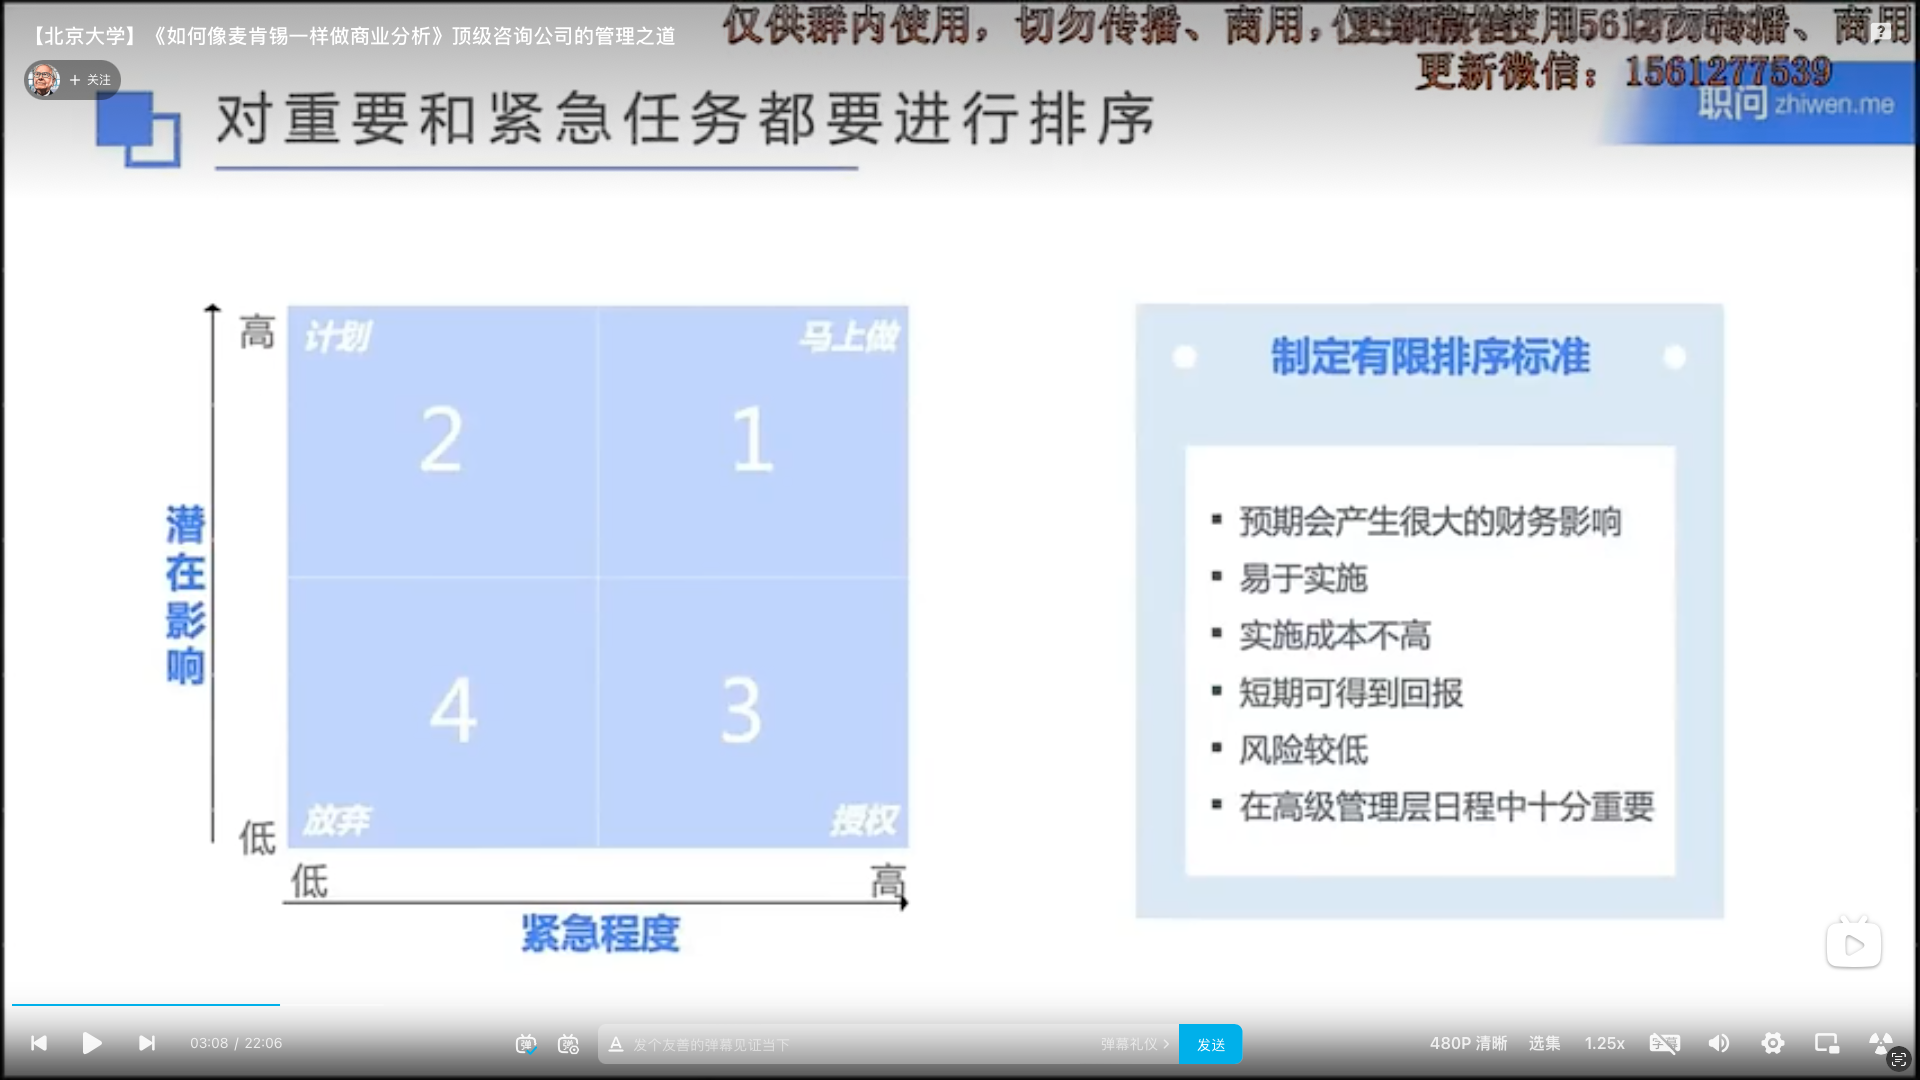 【北京大学】《如何像麦肯锡一样做商业分析》顶级咨询公司的管理之道
仅供群内使用，切勿传播、商用，
传播、商用
更新微信：1561277539
+ 关注
职问 zhiwen.me
对重要和紧急任务都要进行排序
高
计划
马上做
2
1
潜在影响
4
3
放弃
授权
低
低
高
紧急程度
制定有限排序标准
▪ 预期会产生很大的财务影响
▪ 易于实施
▪ 实施成本不高
▪ 短期可得到回报
▪ 风险较低
▪ 在高级管理层日程中十分重要
03:08 / 22:06
弹
弹
A 发个友善的弹幕见证当下
弹幕礼仪 >
发送
480P 清晰
选集
1.25x
字幕